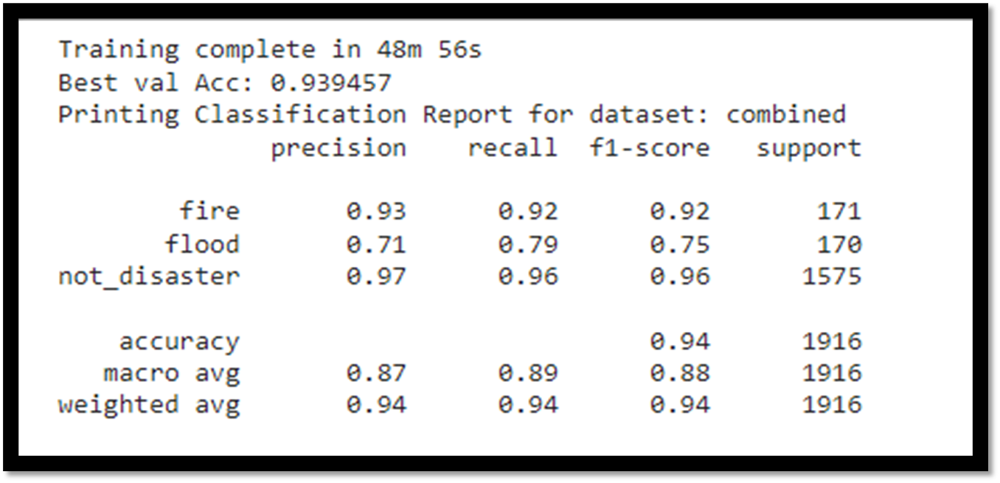 Training complete in 48m 56s
Best val Acc: 0.939457
Printing Classification Report for dataset: combined
precision recall f1-score support
fire 0.93 0.92 0.92 171
flood 0.71 0.79 0.75 170
not_disaster 0.97 0.96 0.96 1575
accuracy 0.94 1916
macro avg 0.87 0.89 0.88 1916
weighted avg 0.94 0.94 0.94 1916